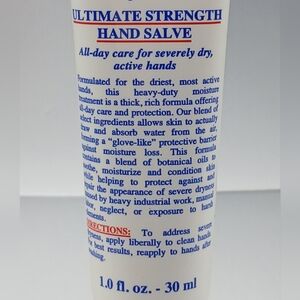 ULTIMATE STRENGTH
HAND SALVE
All-day care for severely dry,
active hands
Formulated for the driest, most active
hands, this heavy-duty moisture
treatment is a thick, rich formula offering
all-day care and protection. Our blend of
select ingredients allows skin to actually
draw and absorb water from the air,
forming a "glove-like" protective barrier
against moisture loss. This formula
contains a blend of botanical oils to
soothe, moisturize and condition skin
while helping to protect against and
repair the appearance of severe dryness
caused by heavy industrial work, manual
neglect, or exposure to harsh
elements.
DIRECTIONS: To address severe
dryness, apply liberally to clean hands.
For best results, reapply to hands after
washing.
1.0 fl. oz. - 30 ml